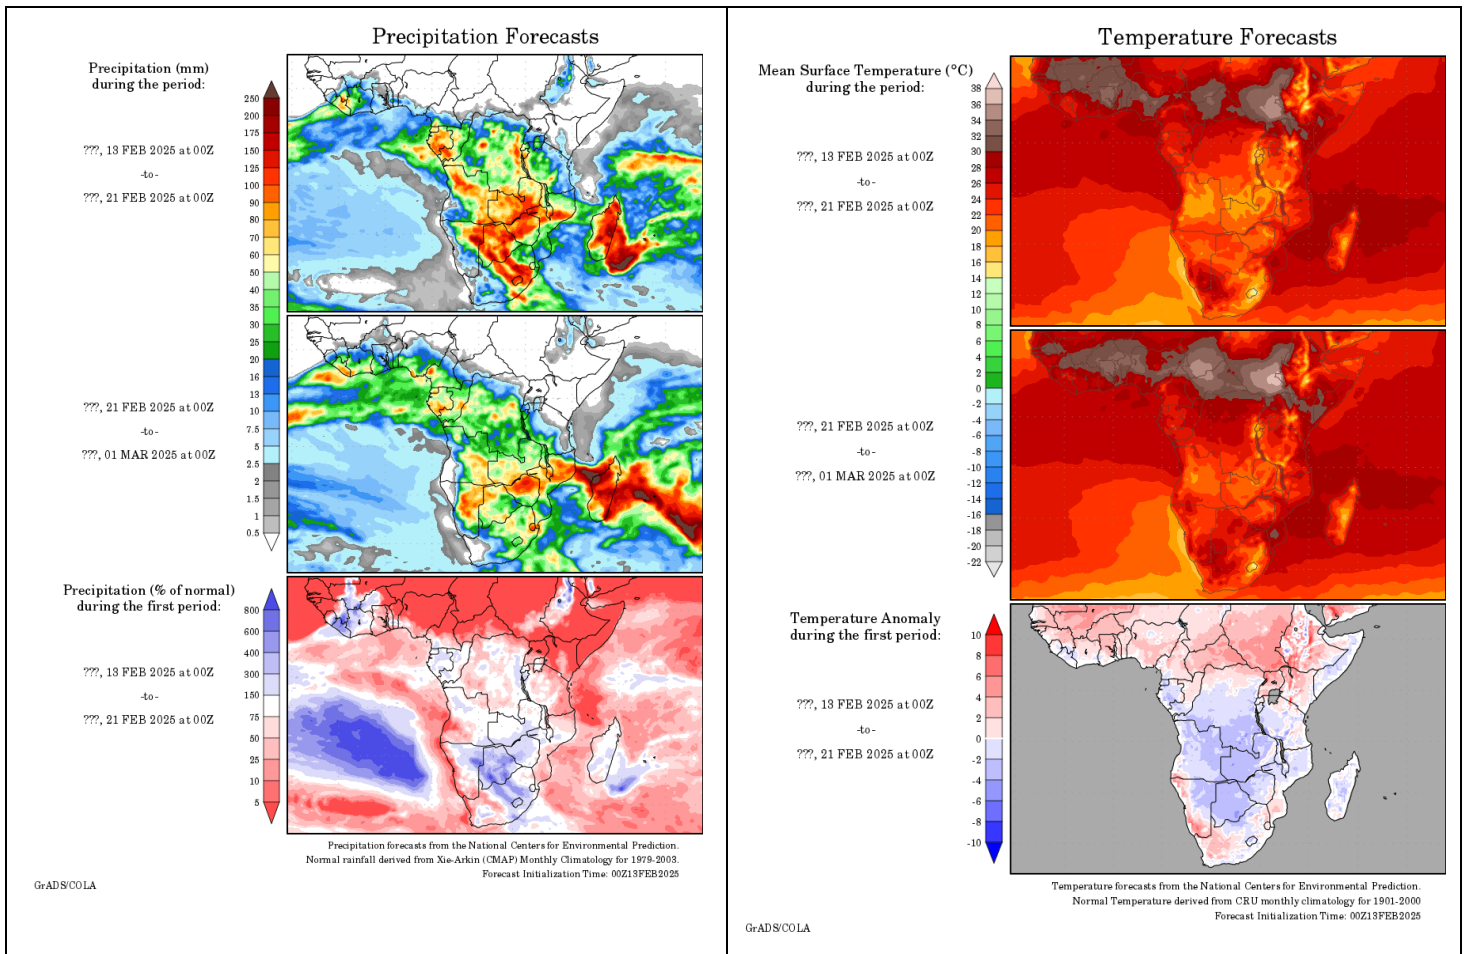 Precipitation Forecasts
Precipitation (mm)
during the period:
250
200
175
150
125
100
90
80
70
60
50
40
35
30
25
20
16
13
10
7.5
5
2.5
2
1.5
1
0.5
???, 13 FEB 2025 at 00Z
-to-
???, 21 FEB 2025 at 00Z
???, 21 FEB 2025 at 00Z
-to-
???, 01 MAR 2025 at 00Z
Precipitation (% of normal)
during the first period:
800
600
400
300
150
75
50
25
10
5
???, 13 FEB 2025 at 00Z
-to-
???, 21 FEB 2025 at 00Z
Precipitation forecasts from the National Centers for Environmental Prediction.
Normal rainfall derived from Xie-Arkin (CMAP) Monthly Climatology for 1979-2003.
Forecast Initialization Time: 00Z13FEB2025
GrADS/COLA
Temperature Forecasts
Mean Surface Temperature (°C)
during the period:
38
36
34
32
30
28
26
24
22
20
18
16
14
12
10
8
6
4
2
0
-2
-4
-6
-8
-10
-12
-14
-16
-18
-20
-22
???, 13 FEB 2025 at 00Z
-to-
???, 21 FEB 2025 at 00Z
???, 21 FEB 2025 at 00Z
-to-
???, 01 MAR 2025 at 00Z
Temperature Anomaly
during the first period:
10
8
6
4
2
0
-2
-4
-6
-8
-10
???, 13 FEB 2025 at 00Z
-to-
???, 21 FEB 2025 at 00Z
Temperature forecasts from the National Centers for Environmental Prediction.
Normal Temperature derived from CRU monthly climatology for 1901-2000
Forecast Initialization Time: 00Z13FEB2025
GrADS/COLA